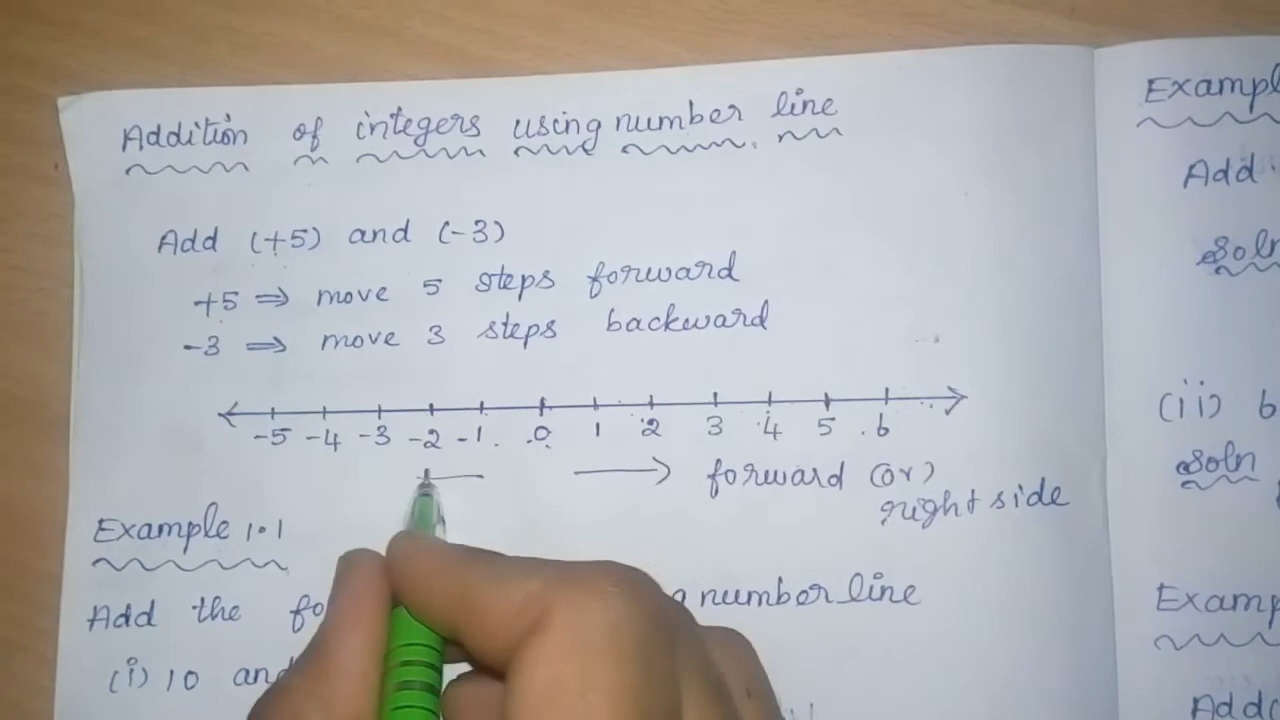 Addition of integers using number line
Add (+5) and (-3)
+5 ⇒ move 5 steps forward
-3 ⇒ move 3 steps backward
-5 -4 -3 -2 -1 0 1 2 3 4 5 6
forward (or)
right side
Example 1.1
Add the number line
(i) 10 and
Add
Soln
(ii) 6
Soln